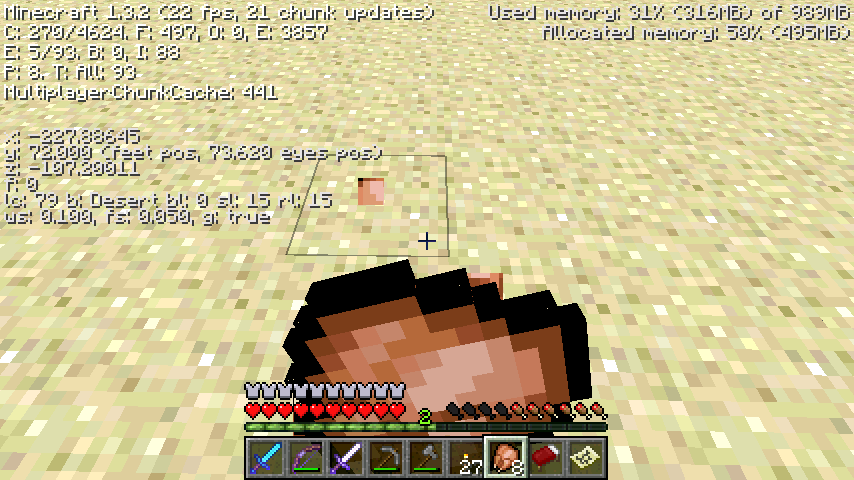 Minecraft 1.3.2 (22 fps, 21 chunk updates)
Used memory: 31% (316MB) of 989MB
C: 279/4624, F: 497, O: 0, E: 3857
Allocated memory: 50% (495MB)
E: 5/93, B: 0, I: 88
P: 8, T: All: 93
MultiplayerChunkCache: 441
x: -227.88645
y: 72.000 (feet pos, 73.620 eyes pos)
z: -107.29011
f: 0
lc: 79 b: Desert bl: 0 sl: 15 rl: 15
ws: 0.100, fs: 0.050, g: true
2
27
8